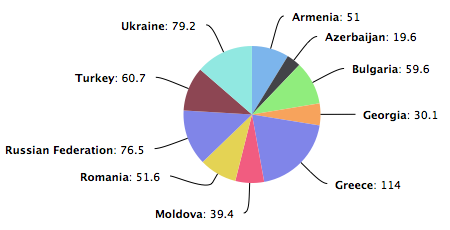 Ukraine: 79.2
Armenia: 51
Azerbaijan: 19.6
Bulgaria: 59.6
Turkey: 60.7
Georgia: 30.1
Russian Federation: 76.5
Romania: 51.6
Greece: 114
Moldova: 39.4